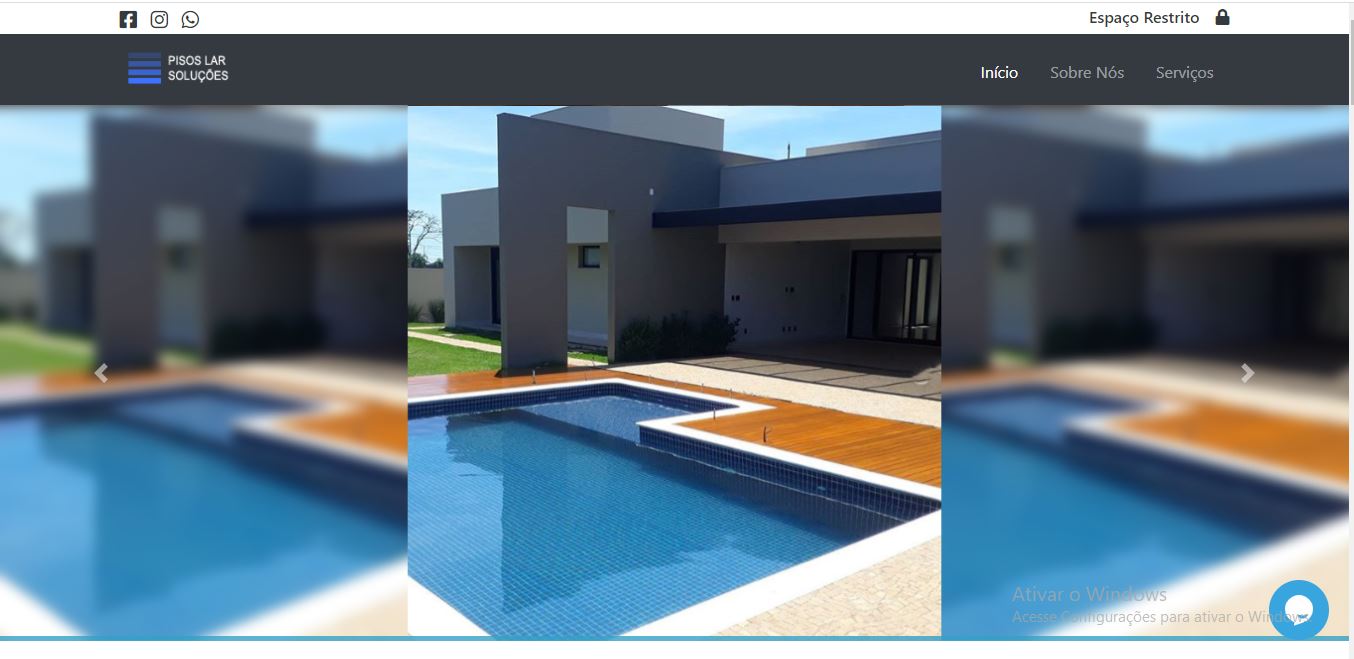 Espaço Restrito
PISOS LAR
SOLUÇÕES
Início
Sobre Nós
Serviços
Ativar o Windows
Acesse Configurações para ativar o Windows.